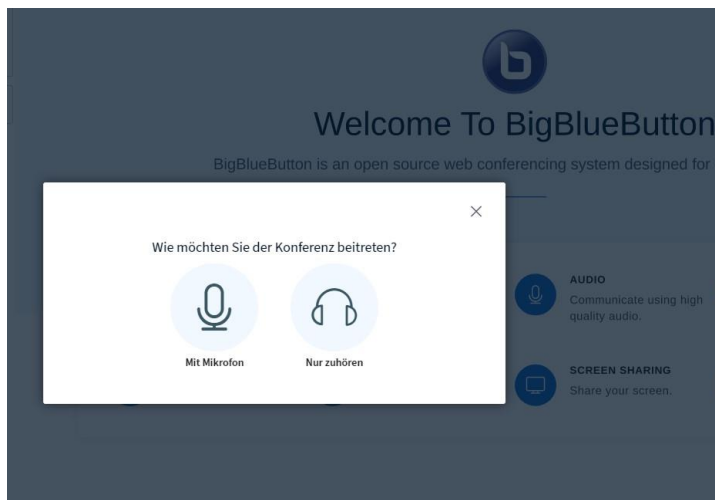 Welcome To BigBlueButton
BigBlueButton is an open source web conferencing system designed for
Wie möchten Sie der Konferenz beitreten?
Mit Mikrofon
Nur zuhören
AUDIO
Communicate using high
quality audio.
SCREEN SHARING
Share your screen.